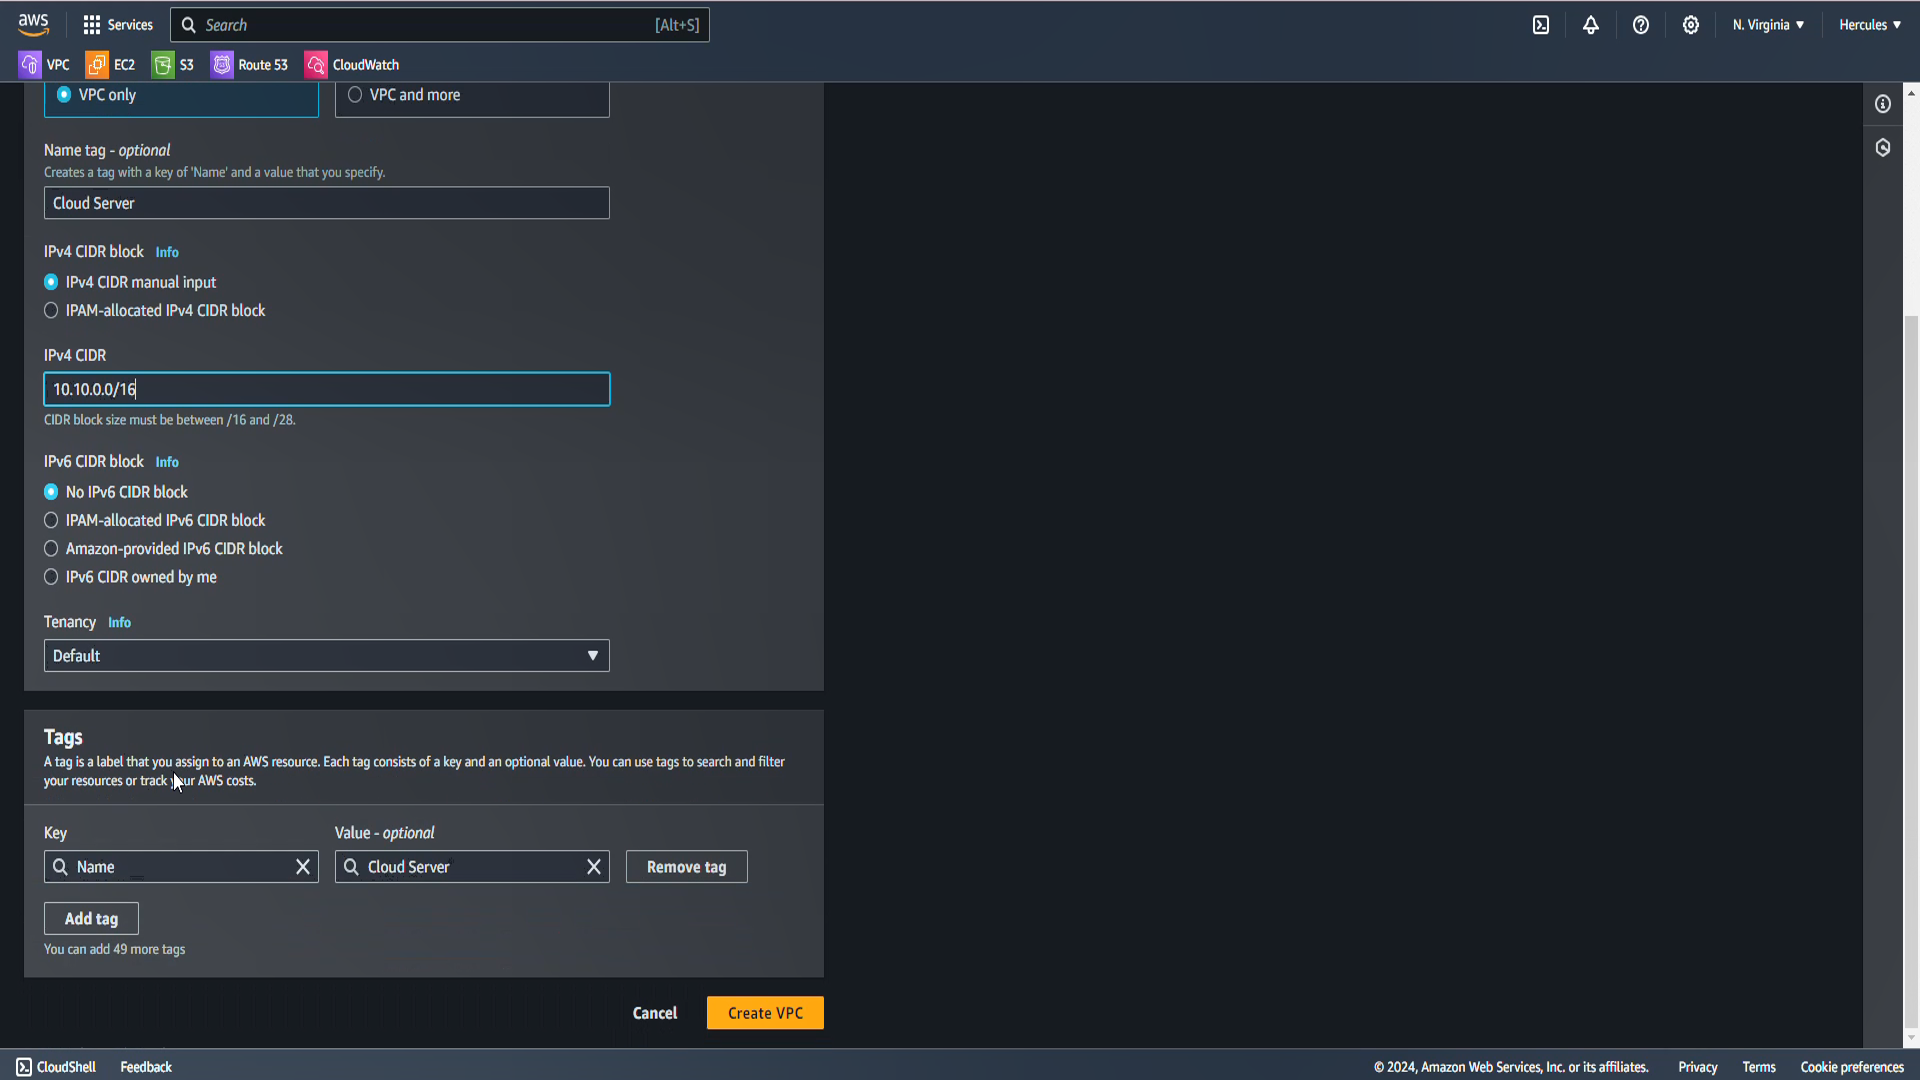 aws
Services
Search
[Alt+S]
N. Virginia
Hercules
VPC
EC2
S3
Route 53
CloudWatch
VPC only
VPC and more
Name tag - optional
Creates a tag with a key of 'Name' and a value that you specify.
Cloud Server
IPv4 CIDR block Info
IPv4 CIDR manual input
IPAM-allocated IPv4 CIDR block
IPv4 CIDR
10.10.0.0/16
CIDR block size must be between /16 and /28.
IPv6 CIDR block Info
No IPv6 CIDR block
IPAM-allocated IPv6 CIDR block
Amazon-provided IPv6 CIDR block
IPv6 CIDR owned by me
Tenancy Info
Default
Tags
A tag is a label that you assign to an AWS resource. Each tag consists of a key and an optional value. You can use tags to search and filter
your resources or track your AWS costs.
Key
Value - optional
Name
Cloud Server
Remove tag
Add tag
You can add 49 more tags
Cancel
Create VPC
CloudShell
Feedback
© 2024, Amazon Web Services, Inc. or its affiliates.
Privacy
Terms
Cookie preferences